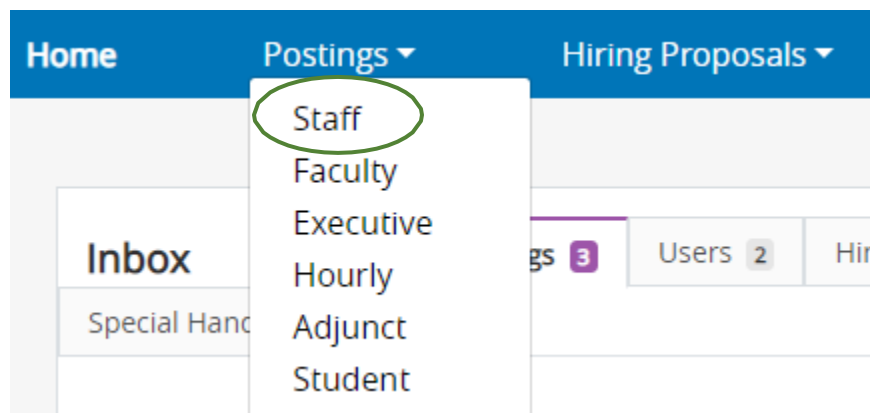 Home Postings Hiring Proposals
Staff
Faculty
Executive
Inbox gs 3 Users 2 Hir
Hourly
Special Hand
Adjunct
Student